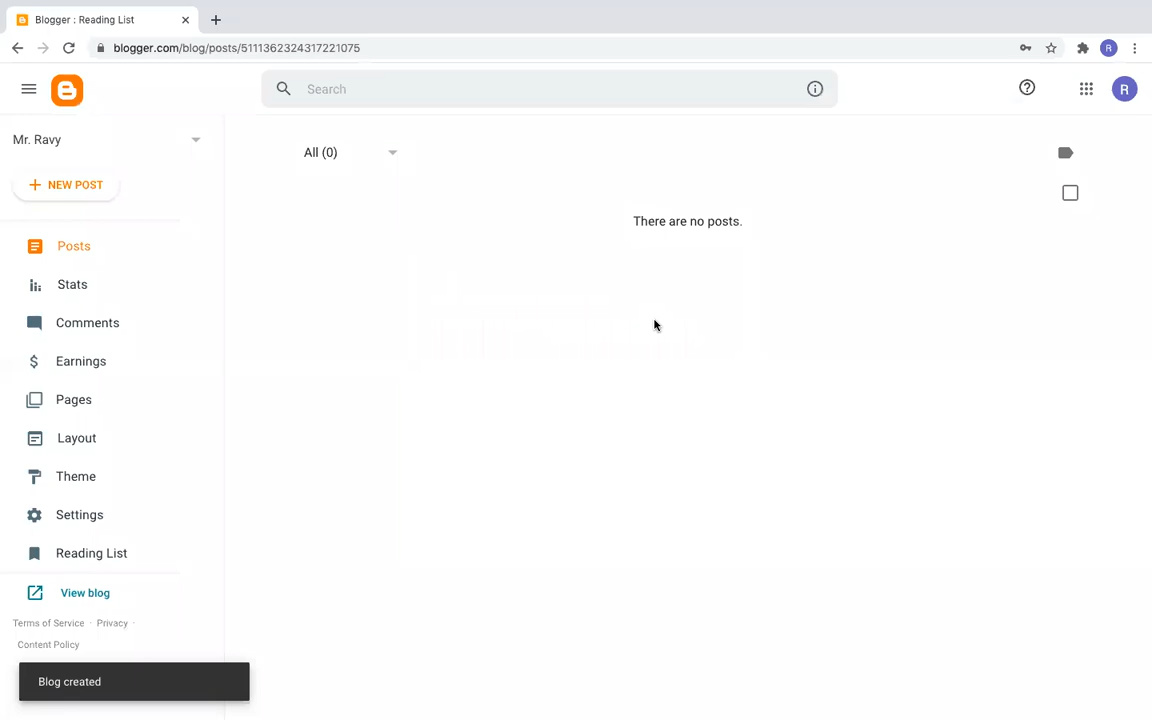 Blogger : Reading List
blogger.com/blog/posts/5111362324317221075
R
Search
R
Mr. Ravy
All (0)
NEW POST
There are no posts.
Posts
Stats
Comments
Earnings
Pages
Layout
Theme
Settings
Reading List
View blog
Terms of Service · Privacy ·
Content Policy
Blog created